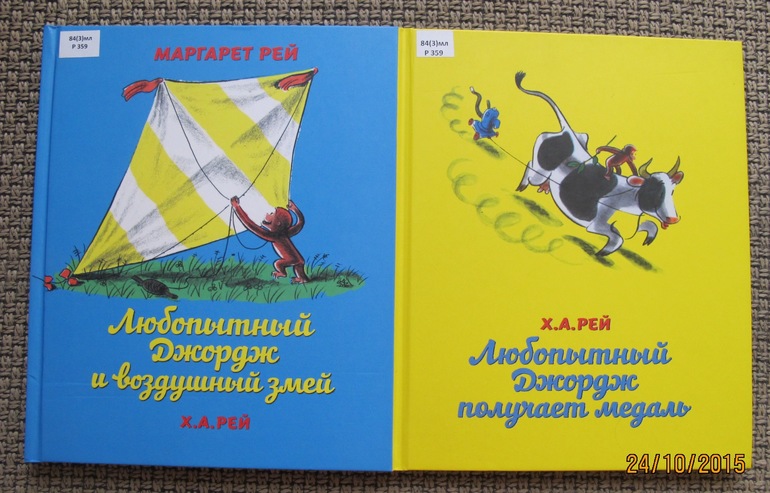 84(3)мл
Р 359
МАРГАРЕТ РЕЙ
Любопытный
Джордж
и воздушный змей
Х.А.РЕЙ
84(3)мл
Р 359
Х.А.РЕЙ
Любопытный
Джордж
получает медаль
24/10/2015